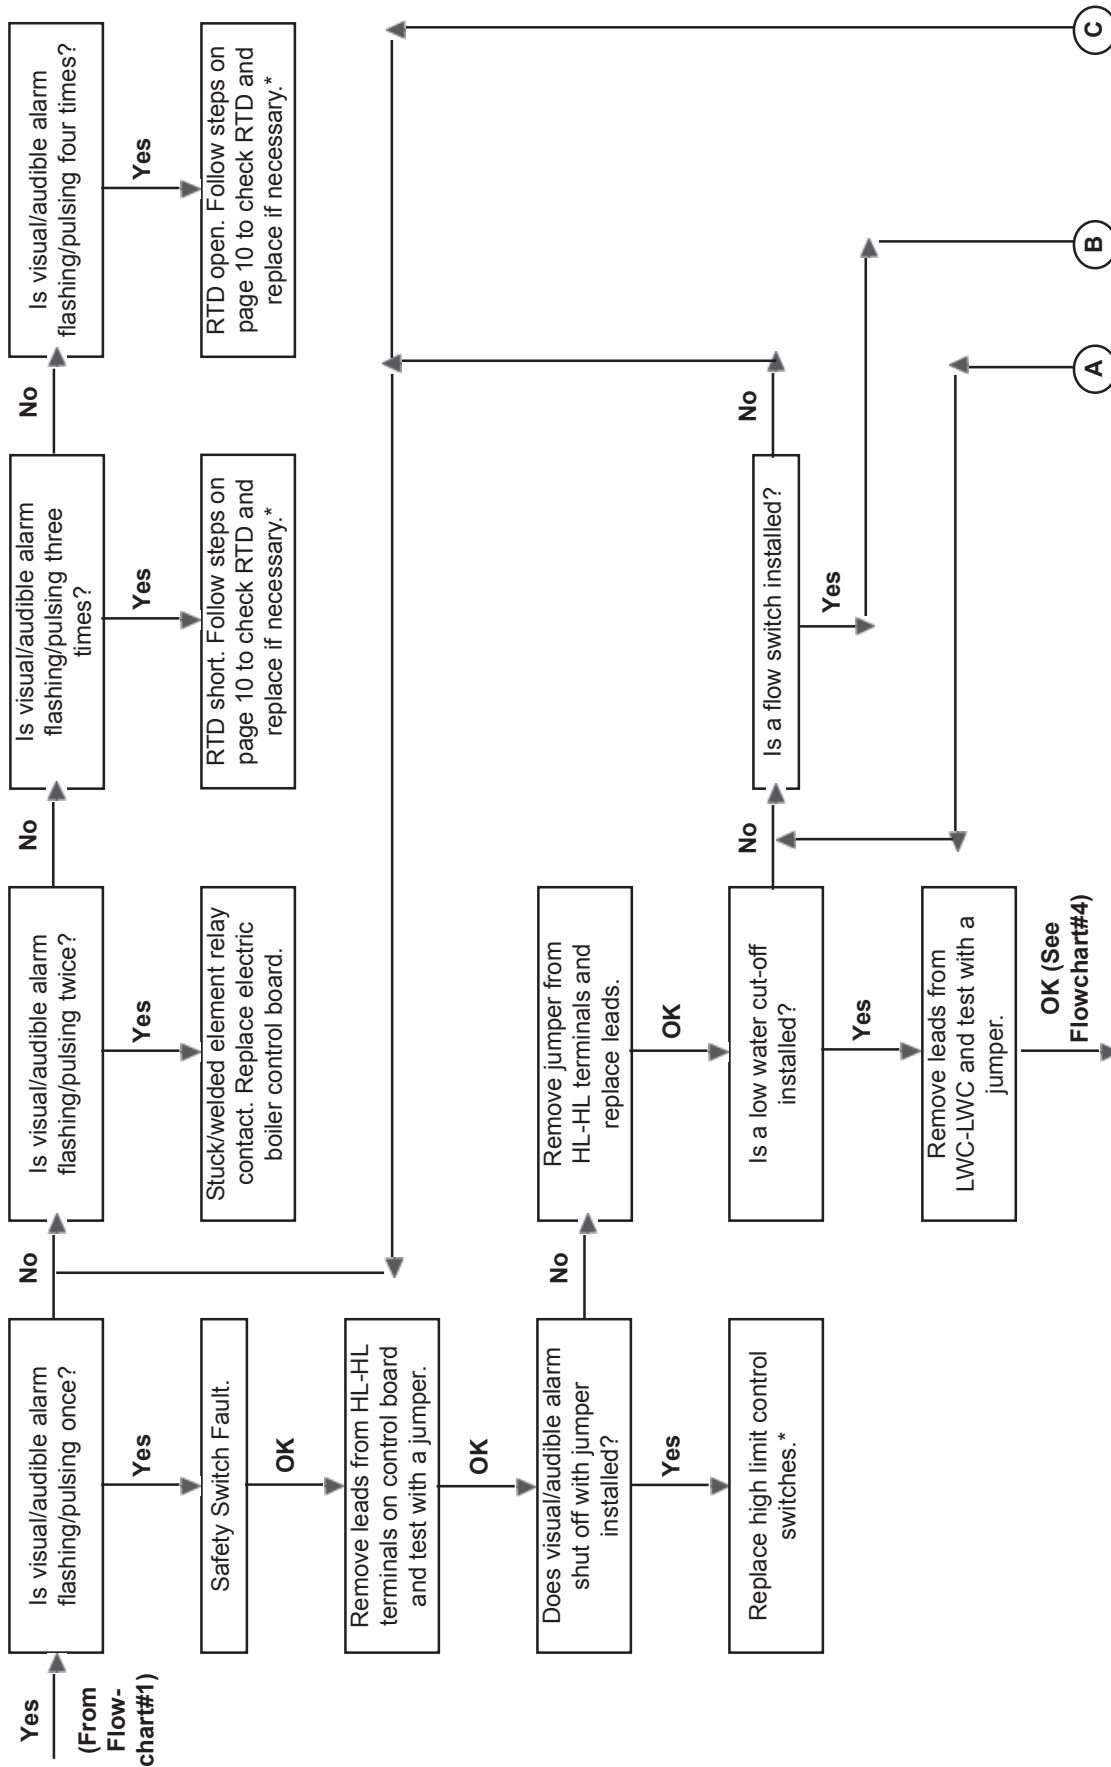 Yes
(From
Flow-
chart#1)
Is visual/audible alarm
flashing/pulsing once?
No
Is visual/audible alarm
flashing/pulsing twice?
No
Is visual/audible alarm
flashing/pulsing three
times?
No
Is visual/audible alarm
flashing/pulsing four times?
Yes
Yes
Yes
Yes
Safety Switch Fault.
Stuck/welded element relay
contact. Replace electric
boiler control board.
RTD short. Follow steps on
page 10 to check RTD and
replace if necessary.*
RTD open. Follow steps on
page 10 to check RTD and
replace if necessary.*
OK
Remove leads from HL-HL
terminals on control board
and test with a jumper.
OK
Does visual/audible alarm
shut off with jumper
installed?
No
Remove jumper from
HL-HL terminals and
replace leads.
Yes
OK
Replace high limit control
switches.*
Is a low water cut-off
installed?
No
Is a flow switch installed?
No
Yes
Yes
Remove leads from
LWC-LWC and test with a
jumper.
OK (See
Flowchart#4)
A
B
C